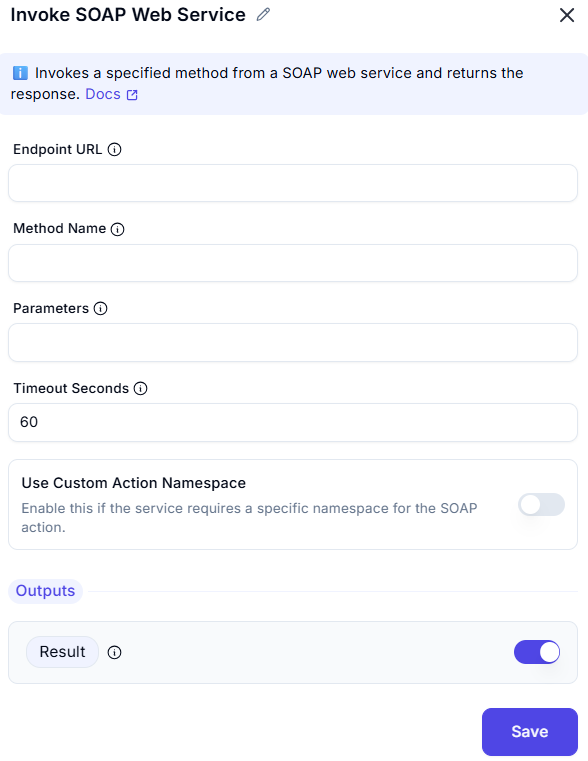 Invoke SOAP Web Service
Invokes a specified method from a SOAP web service and returns the
response. Docs
Endpoint URL
Method Name
Parameters
Timeout Seconds
60
Use Custom Action Namespace
Enable this if the service requires a specific namespace for the SOAP
action.
Outputs
Result
Save